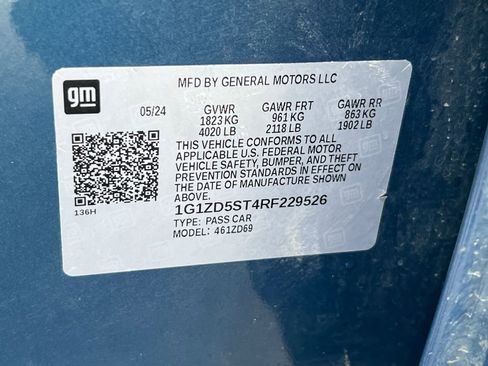 gm
MFD BY GENERAL MOTORS LLC
05/24 GVWR GAWR FRT GAWR RR
1823 KG 961 KG 863 KG
4020 LB 2118 LB 1902 LB
THIS VEHICLE CONFORMS TO ALL
APPLICABLE U.S. FEDERAL MOTOR
VEHICLE SAFETY, BUMPER, AND THEFT
PREVENTION STANDARDS IN EFFECT ON
THE DATE OF MANUFACTURE SHOWN
ABOVE.
136H
1G1ZD5ST4RF229526
TYPE: PASS CAR
MODEL: 461ZD69